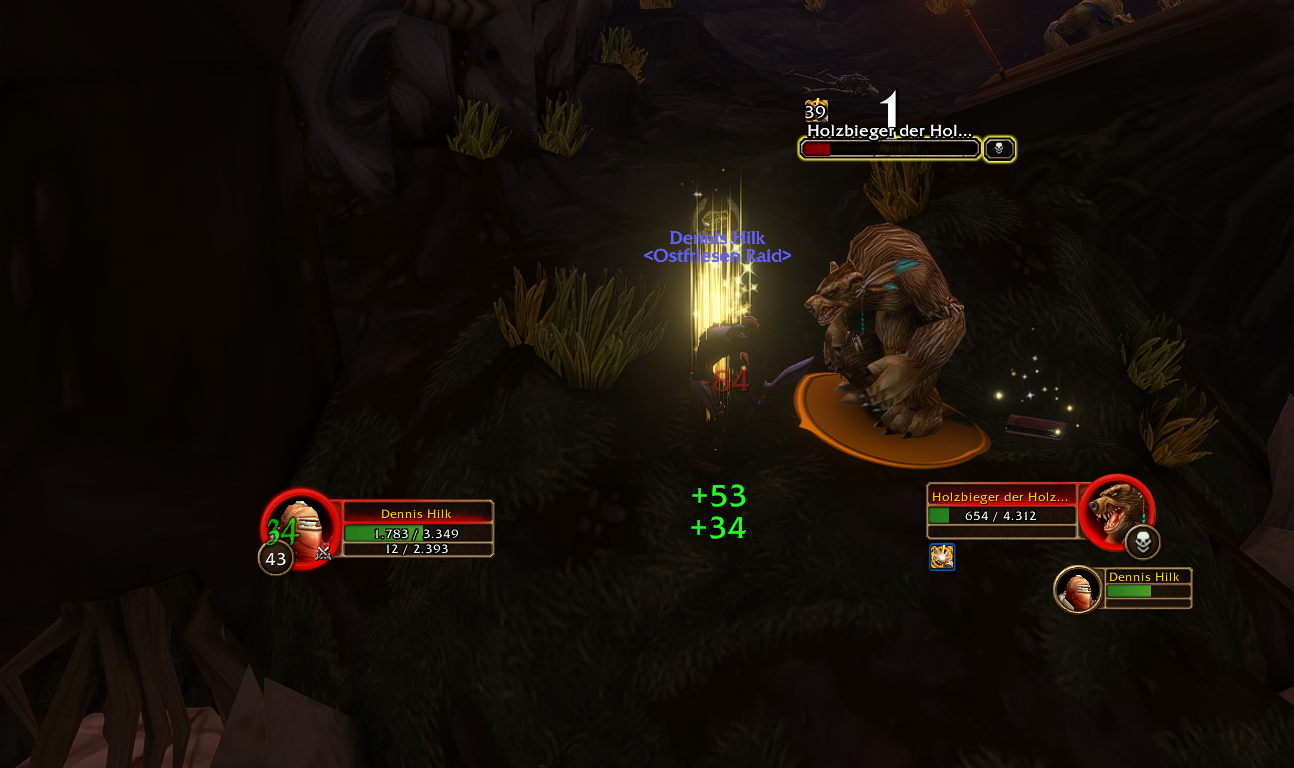 39
1
Holzbieger der Hol...
Dennis Hilk
<Ostfriesen Raid>
-84
+53
+34
34
43
Dennis Hilk
1.783 / 3.349
12 / 2.393
Holzbieger der Holz...
654 / 4.312
Dennis Hilk